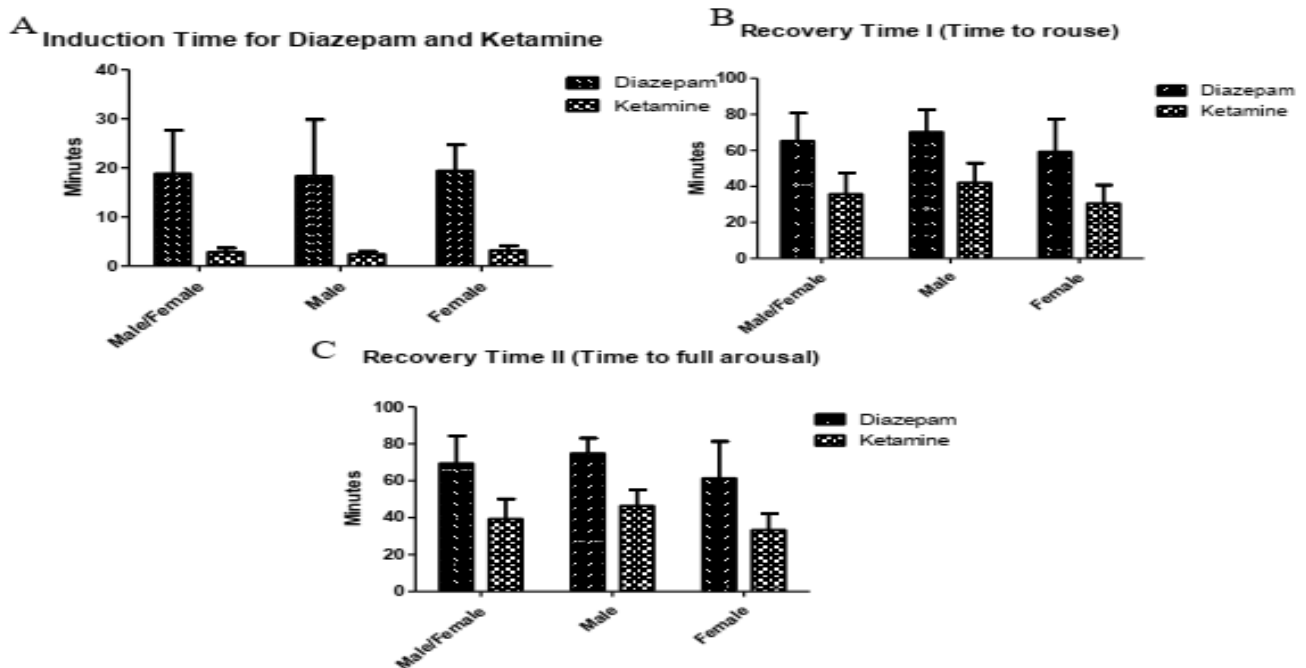 A
Induction Time for Diazepam and Ketamine
40
30
20
10
0
Minutes
Diazepam
Ketamine
Male/Female
Male
Female
B
Recovery Time I (Time to rouse)
100
80
60
40
20
0
Minutes
Diazepam
Ketamine
Male/Female
Male
Female
C
Recovery Time II (Time to full arousal)
100
80
60
40
20
0
Minutes
Diazepam
Ketamine
Male/Female
Male
Female